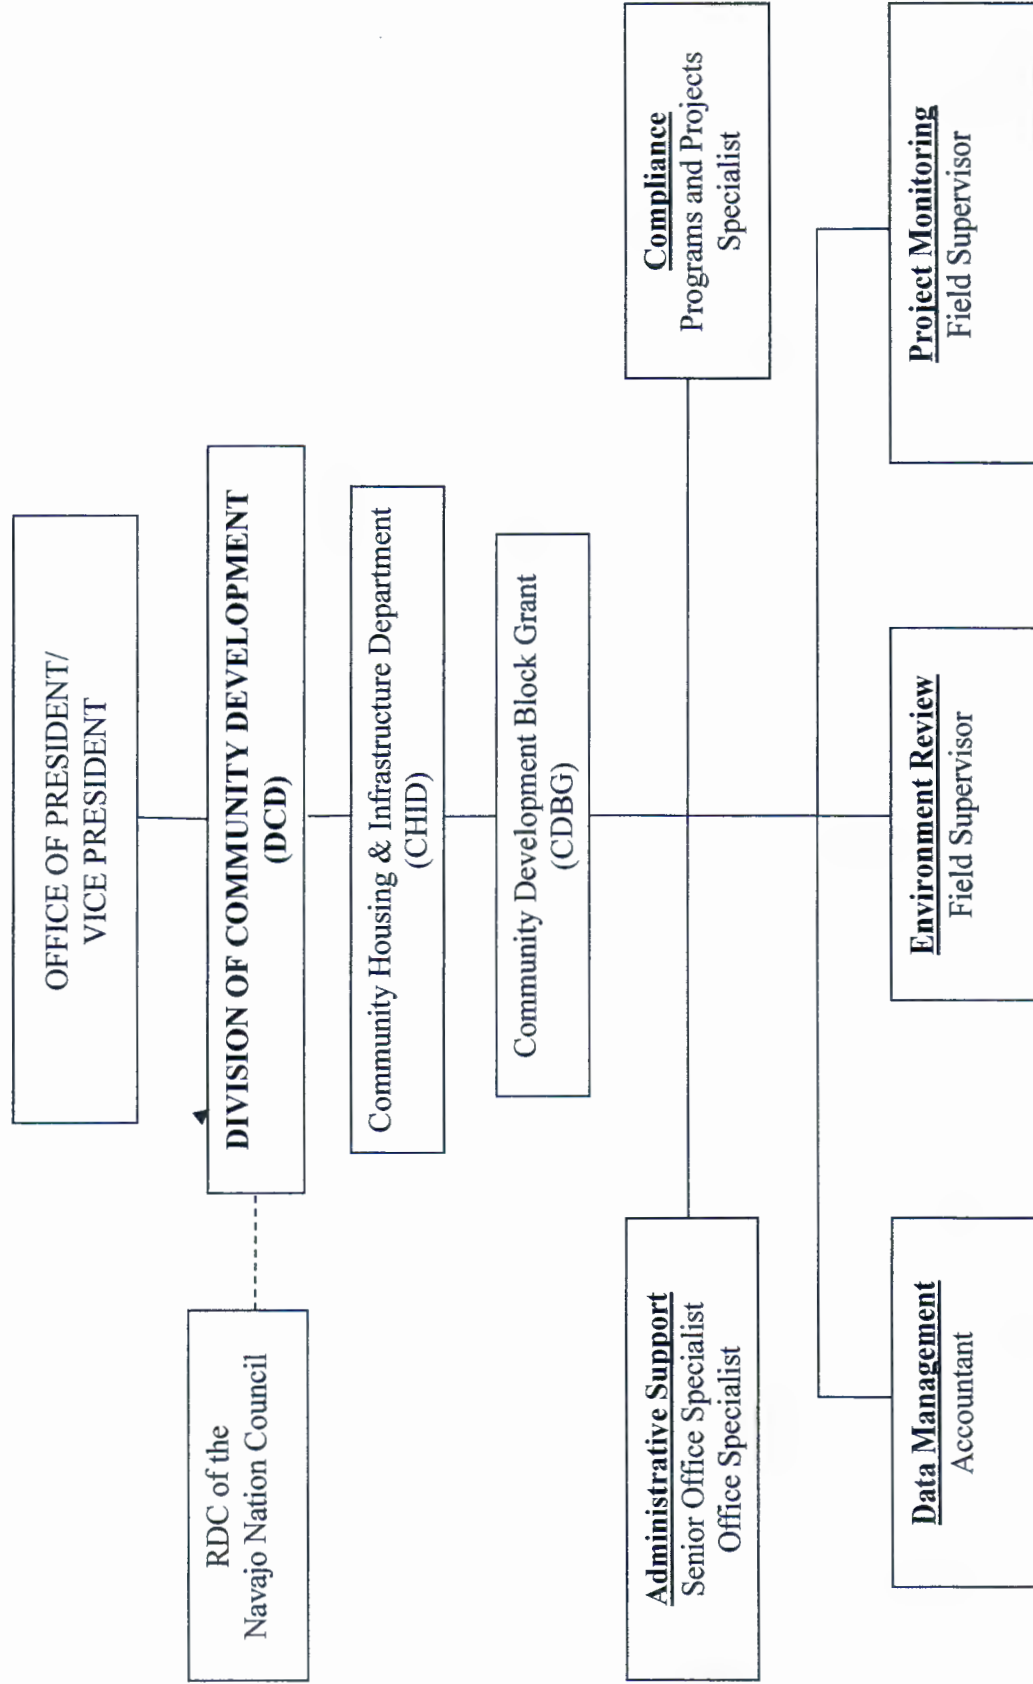 OFFICE OF PRESIDENT/
VICE PRESIDENT
RDC of the
Navajo Nation Council
DIVISION OF COMMUNITY DEVELOPMENT
(DCD)
Community Housing & Infrastructure Department
(CHID)
Community Development Block Grant
(CDBG)
Administrative Support
Senior Office Specialist
Office Specialist
Compliance
Programs and Projects
Specialist
Data Management
Accountant
Environment Review
Field Supervisor
Project Monitoring
Field Supervisor